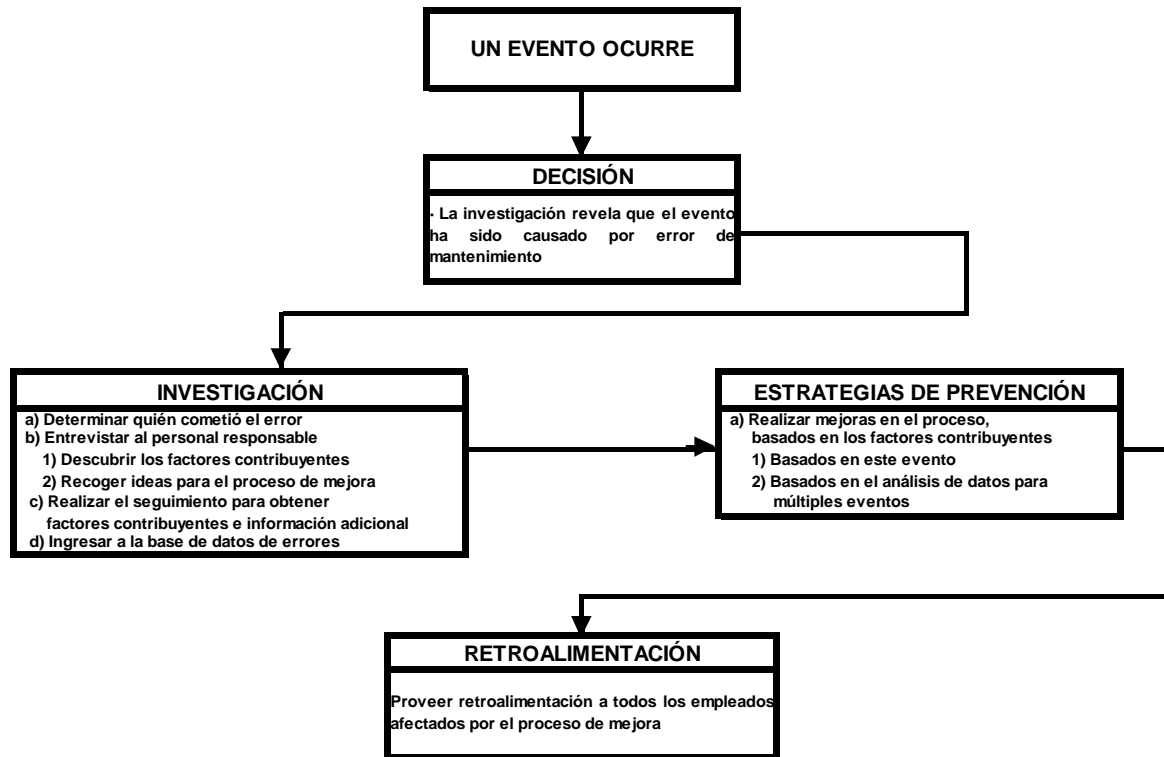 UN EVENTO OCURRE
DECISIÓN
· La investigación revela que el evento
ha sido causado por error de
mantenimiento
INVESTIGACIÓN
a) Determinar quién cometió el error
b) Entrevistar al personal responsable
1) Descubrir los factores contribuyentes
2) Recoger ideas para el proceso de mejora
c) Realizar el seguimiento para obtener
factores contribuyentes e información adicional
d) Ingresar a la base de datos de errores
ESTRATEGIAS DE PREVENCIÓN
a) Realizar mejoras en el proceso,
basados en los factores contribuyentes
1) Basados en este evento
2) Basados en el análisis de datos para
múltiples eventos
RETROALIMENTACIÓN
Proveer retroalimentación a todos los empleados
afectados por el proceso de mejora